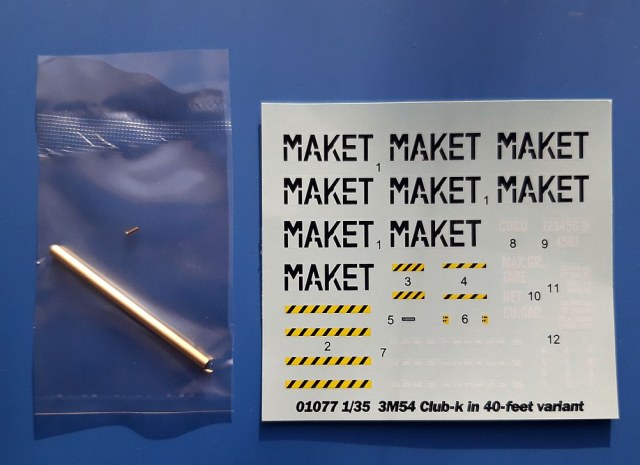 MAKET 1 MAKET MAKET
MAKET MAKET 1 MAKET
MAKET 1 MAKET
8 9
MAKET
3 4
10 11
5 6
2 7 12
01077 1/35 3M54 Club-k in 40-feet variant